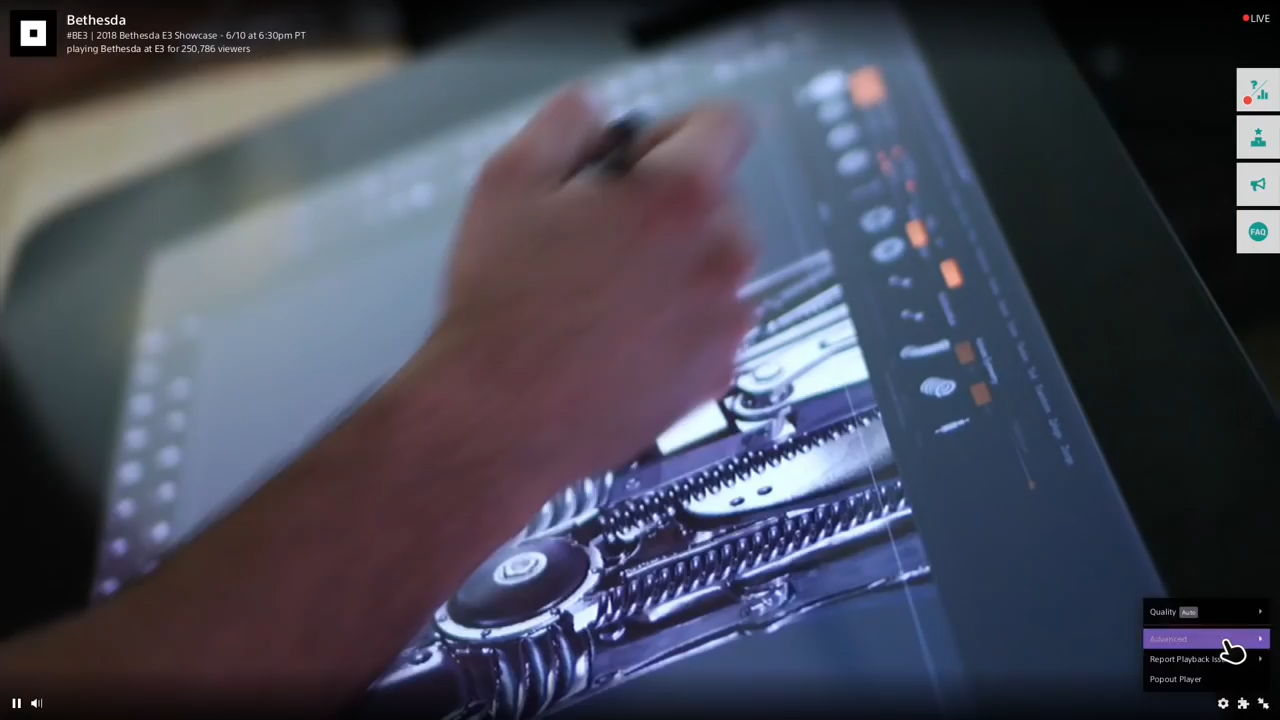 Bethesda
#BE3 | 2018 Bethesda E3 Showcase - 6/10 at 6:30pm PT
playing Bethesda at E3 for 250,786 viewers
LIVE
?
FAQ
Quality Auto
Advanced
Report Playback
Popout Player